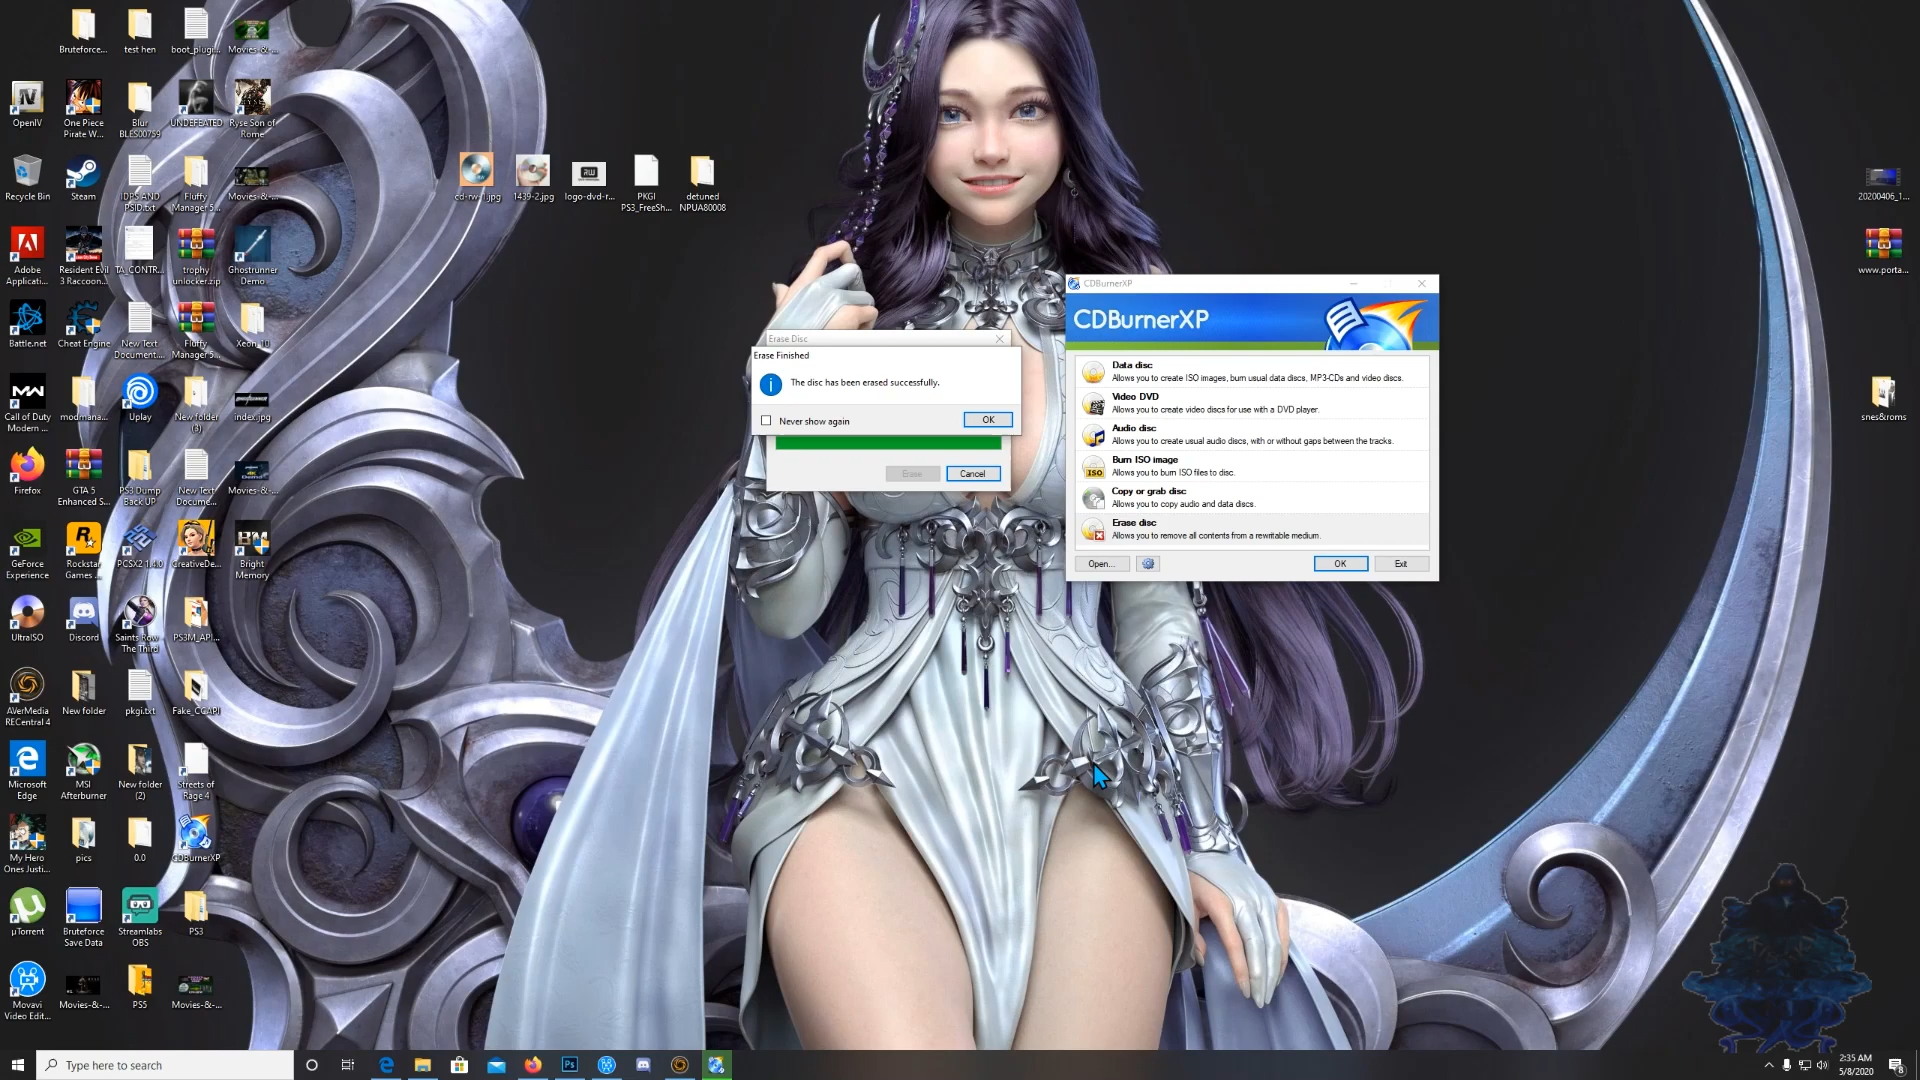 Bruteforce...
test hen
boot_plugi...
Movies-&-...
OpenIV
One Piece
Pirate W...
Blur
BLES00759
UNDEFEATED
Ryse Son of
Rome
Recycle Bin
Steam
IDPS AND
PSID.txt
Fluffy
Manager 5...
Movies-&-...
cd-rw-1.jpg
1439-2.jpg
logo-dvd-r...
PKGI
PS3_FreeSh...
detuned
NPUA80008
20200406_1...
Adobe
Applicati...
Resident Evil
3 Raccoon...
TA_CONTR...
trophy
unlocker.zip
Ghostrunner
Demo
www.porta...
Battle.net
Cheat Engine
New Text
Document....
Fluffy
Manager 5...
Xeon_10
Call of Duty
Modern ...
modmana...
Uplay
New folder
(3)
index.jpg
snes&roms
Firefox
GTA 5
Enhanced S...
PS3 Dump
Back UP
New Text
Docume...
Movies-&-...
GeForce
Experience
Rockstar
Games ...
PCSX2 1.4.0
CreativeDe...
Bright
Memory
UltraISO
Discord
Saints Row
The Third
PS3M_API...
AVerMedia
RECentral 4
New folder
pkgi.txt
Fake_CCAPI
Microsoft
Edge
MSI
Afterburner
New folder
(2)
Streets of
Rage 4
My Hero
Ones Justi...
pics
0.0
CDBurnerXP
µTorrent
Bruteforce
Save Data
Streamlabs
OBS
PS3
Movavi
Video Edit...
Movies-&-...
PS5
Movies-&-...
Erase Disc
Erase Finished
The disc has been erased successfully.
Never show again
OK
Erase
Cancel
CDBurnerXP
CDBurnerXP
Data disc
Allows you to create ISO images, burn usual data discs, MP3-CDs and video discs.
Video DVD
Allows you to create video discs for use with a DVD player.
Audio disc
Allows you to create usual audio discs, with or without gaps between the tracks.
Burn ISO image
Allows you to burn ISO files to disc.
Copy or grab disc
Allows you to copy audio and data discs.
Erase disc
Allows you to remove all contents from a rewritable medium.
Open...
OK
Exit
Type here to search
2:35 AM
5/8/2020